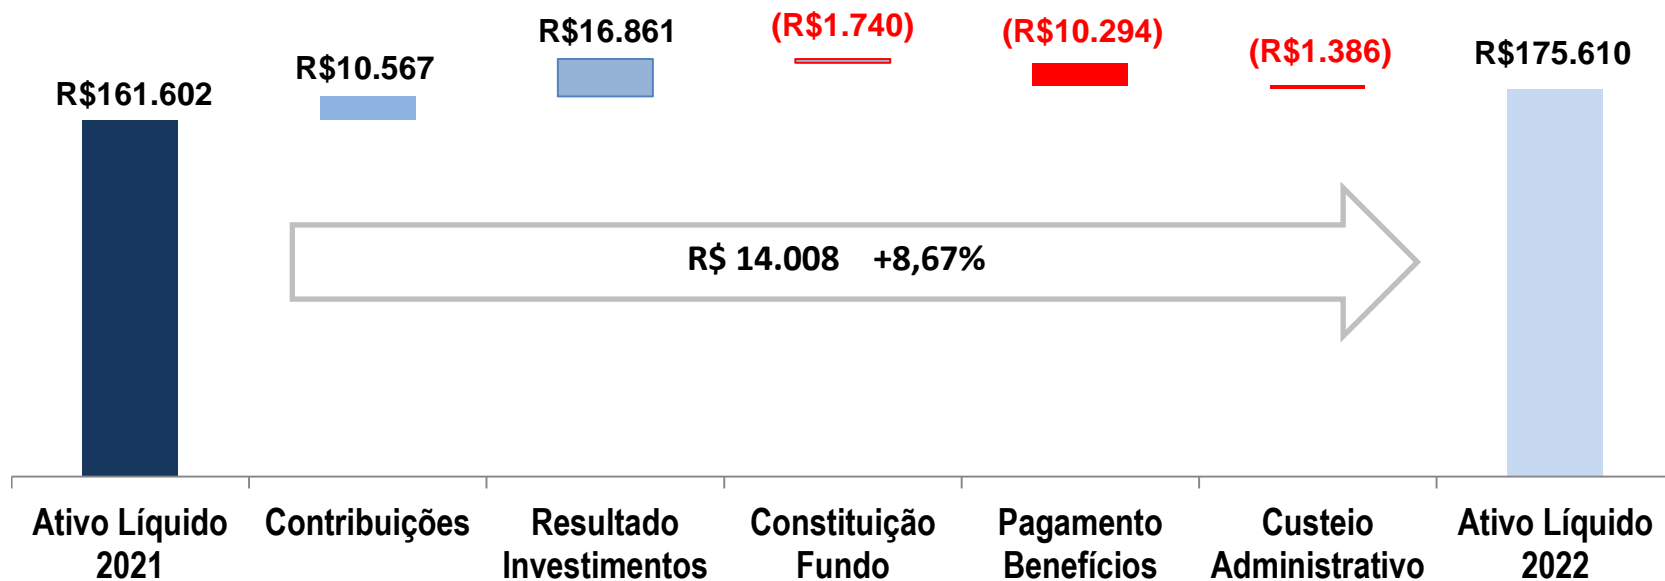 R$161.602
R$10.567
R$16.861
(R$1.740)
(R$10.294)
(R$1.386)
R$175.610
R$ 14.008 +8,67%
Ativo Líquido
2021
Contribuições
Resultado
Investimentos
Constituição
Fundo
Pagamento
Benefícios
Custeio
Administrativo
Ativo Líquido
2022